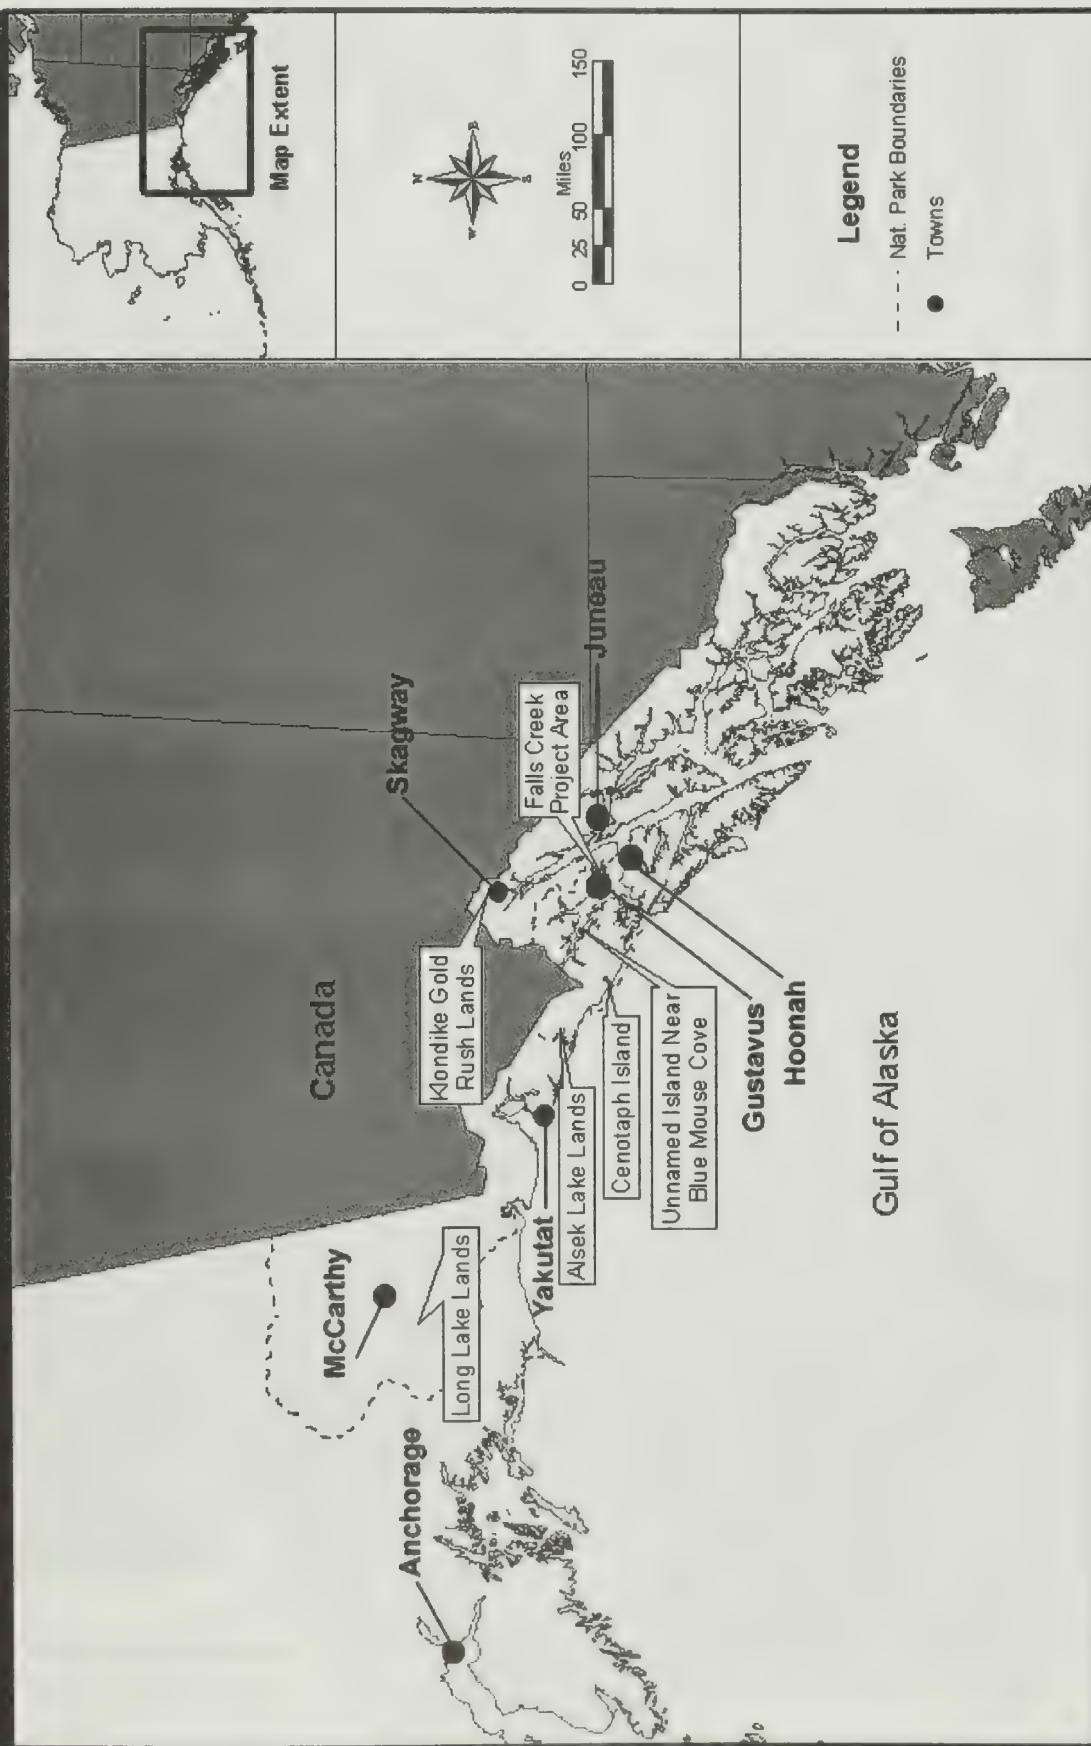 Canada
McCarthy
Anchorage
Skagway
Klondike Gold
Rush Lands
Long Lake Lands
Falls Creek
Project Area
Juneau
Yakutat
Alsek Lake Lands
Cenotaph Island
Unnamed Island Near
Blue Mouse Cove
Gustavus
Hoonah
Gulf of Alaska
Map Extent
N
E
S
W
Miles
0 25 50 100 150
Legend
Nat. Park Boundaries
Towns